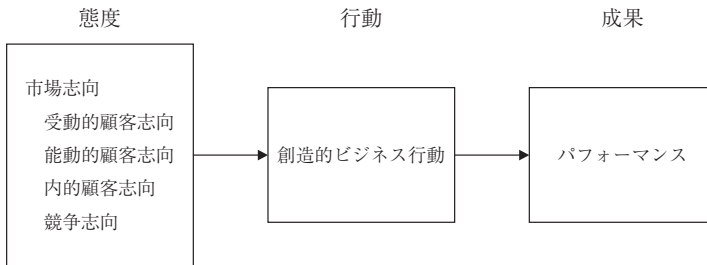 態度
行動
成果
市場志向
受動的顧客志向
能動的顧客志向
内的顧客志向
競争志向
創造的ビジネス行動
パフォーマンス